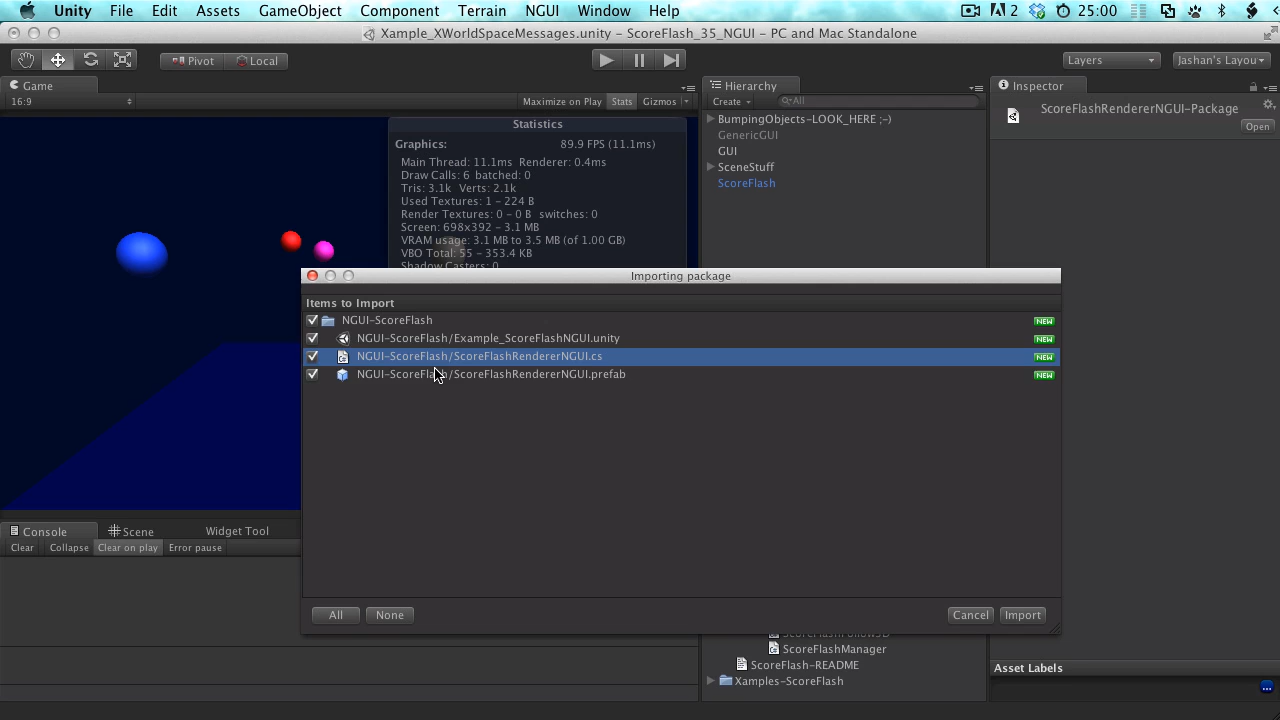 Unity File Edit Assets GameObject Component Terrain NGUI Window Help 2 25:00
Xample_XWorldSpaceMessages.unity - ScoreFlash_35_NGUI - PC and Mac Standalone
Pivot Local Layers Jashan's Layou
Game Hierarchy Inspector
16:9 Maximize on Play Stats Gizmos Create All
ScoreFlashRendererNGUI-Package
Open
BumpingObjects-LOOK_HERE ;-)
GenericGUI
GUI
SceneStuff
ScoreFlash
Statistics
Graphics: 89.9 FPS (11.1ms)
Main Thread: 11.1ms Renderer: 0.4ms
Draw Calls: 6 batched: 0
Tris: 3.1k Verts: 2.1k
Used Textures: 1 - 224 B
Render Textures: 0 - 0 B switches: 0
Screen: 698x392 - 3.1 MB
VRAM usage: 3.1 MB to 3.5 MB (of 1.00 GB)
VBO Total: 55 - 353.4 KB
Shadow Casters: 0
Importing package
Items to Import
NGUI-ScoreFlash NEW
NGUI-ScoreFlash/Example_ScoreFlashNGUI.unity NEW
NGUI-ScoreFlash/ScoreFlashRendererNGUI.cs NEW
NGUI-ScoreFlash/ScoreFlashRendererNGUI.prefab NEW
All None Cancel Import
Console Scene Widget Tool
Clear Collapse Clear on play Error pause
ScoreFlashManager
ScoreFlash-README
Xamples-ScoreFlash
Asset Labels